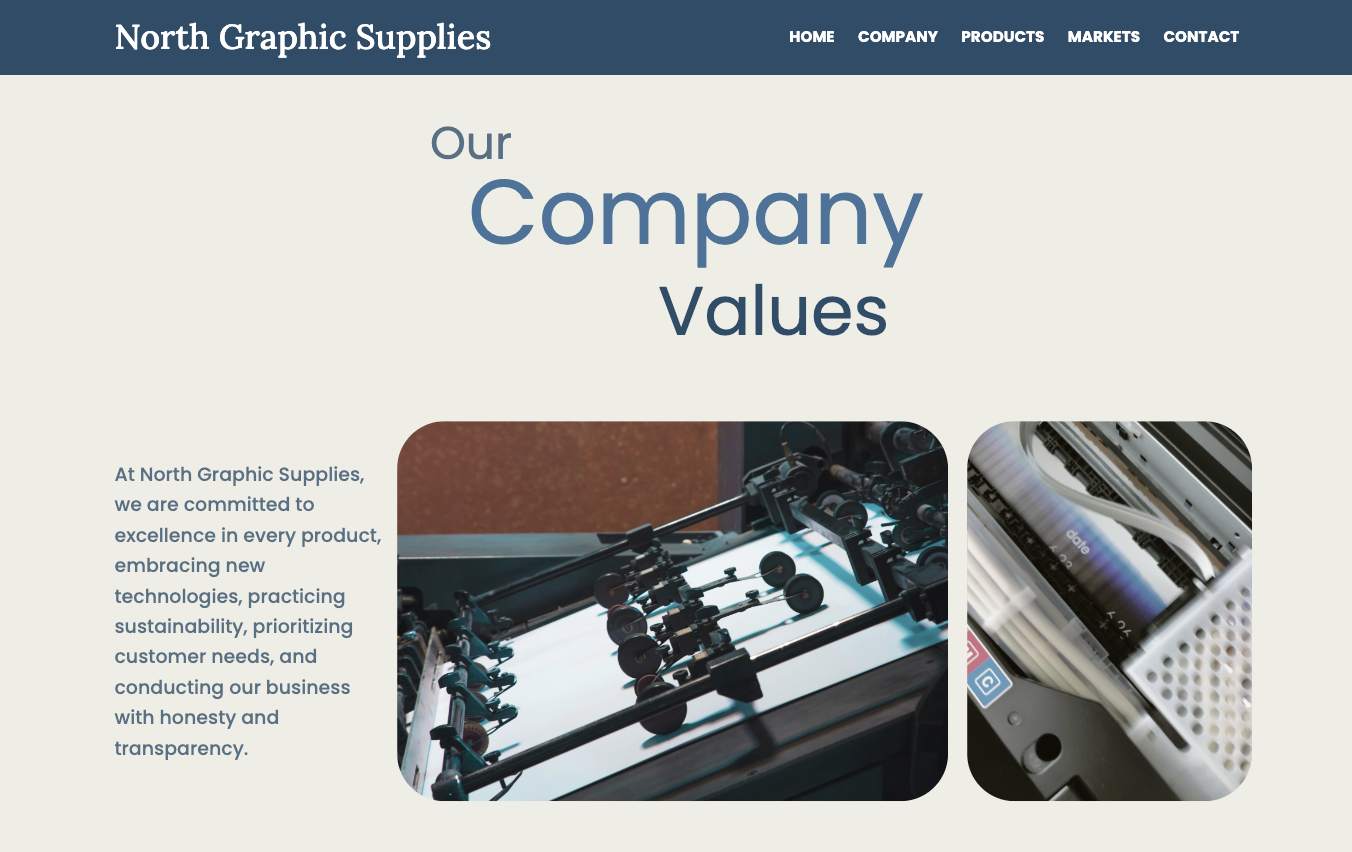 North Graphic Supplies
HOME COMPANY PRODUCTS MARKETS CONTACT
Our
Company
Values
At North Graphic Supplies,
we are committed to
excellence in every product,
embracing new
technologies, practicing
sustainability, prioritizing
customer needs, and
conducting our business
with honesty and
transparency.
date
M
C